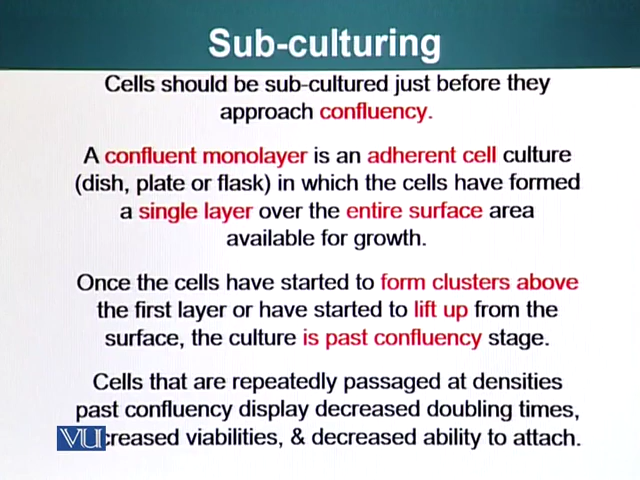 Sub-culturing
Cells should be sub-cultured just before they
approach confluency.
A confluent monolayer is an adherent cell culture
(dish, plate or flask) in which the cells have formed
a single layer over the entire surface area
available for growth.
Once the cells have started to form clusters above
the first layer or have started to lift up from the
surface, the culture is past confluency stage.
Cells that are repeatedly passaged at densities
past confluency display decreased doubling times,
VU creased viabilities, & decreased ability to attach.